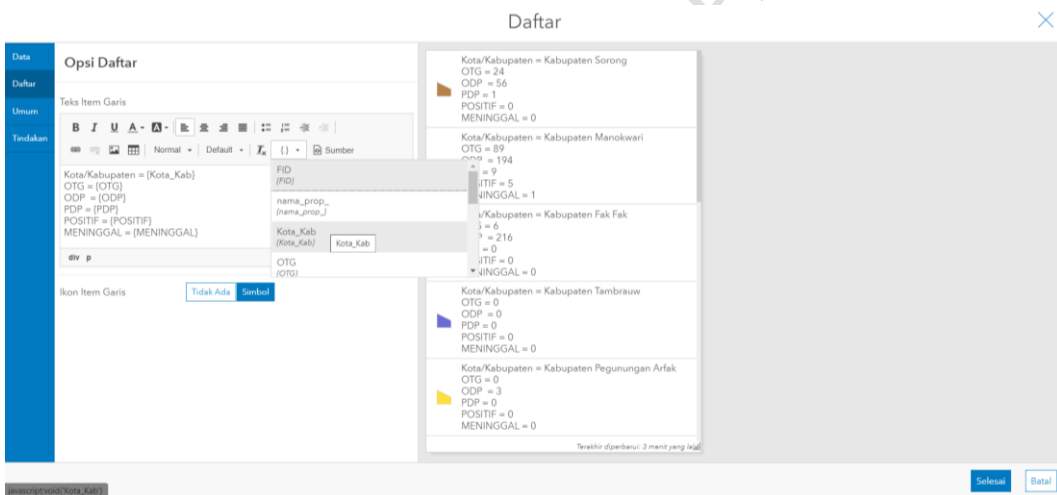 Daftar
Data
Daftar
Umum
Tindakan
Opsi Daftar
Teks Item Garis
B I U A A
Normal Default Ix {} Sumber
Kota/Kabupaten = {Kota_Kab}
OTG = {OTG}
ODP = {ODP}
PDP = {PDP}
POSITIF = {POSITIF}
MENINGGAL = {MENINGGAL}
div p
FID
{FID}
nama_prop_
{nama_prop_}
Kota_Kab
{Kota_Kab}
Kota_Kab
OTG
{OTG}
Ikon Item Garis
Tidak Ada Simbol
Kota/Kabupaten = Kabupaten Sorong
OTG = 24
ODP = 56
PDP = 1
POSITIF = 0
MENINGGAL = 0
Kota/Kabupaten = Kabupaten Manokwari
OTG = 89
= 194
= 9
ITIF = 5
NINGGAL = 1
/Kabupaten = Kabupaten Fak Fak
= 6
= 216
= 0
ITIF = 0
NINGGAL = 0
Kota/Kabupaten = Kabupaten Tambrauw
OTG = 0
ODP = 0
PDP = 0
POSITIF = 0
MENINGGAL = 0
Kota/Kabupaten = Kabupaten Pegunungan Arfak
OTG = 0
ODP = 3
PDP = 0
POSITIF = 0
MENINGGAL = 0
Terakhir diperbarui: 3 menit yang lalu
Selesai Batal
javascript:void('Kota_Kab')